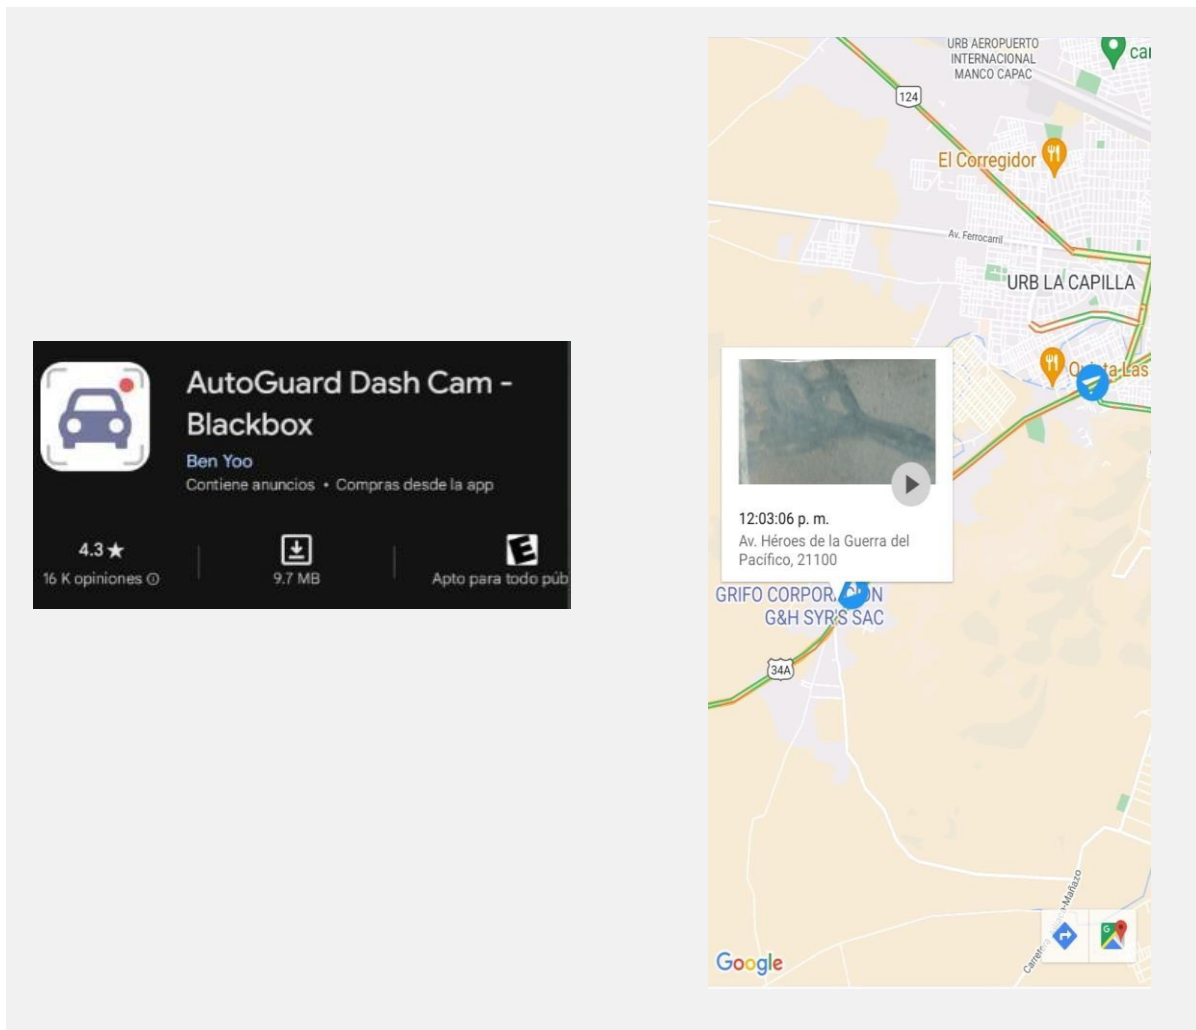 AutoGuard Dash Cam -
Blackbox
Ben Yoo
Contiene anuncios • Compras desde la app
4.3★
16 K opiniones
9.7 MB
E
Apto para todo púb
URB AEROPUERTO
INTERNACIONAL
MANCO CAPAC
124
El Corregidor
Av. Ferrocarril
URB LA CAPILLA
12:03:06 p. m.
Av. Héroes de la Guerra del
Pacífico, 21100
GRIFO CORPOR
G&H SYR'S SAC
34A
Google